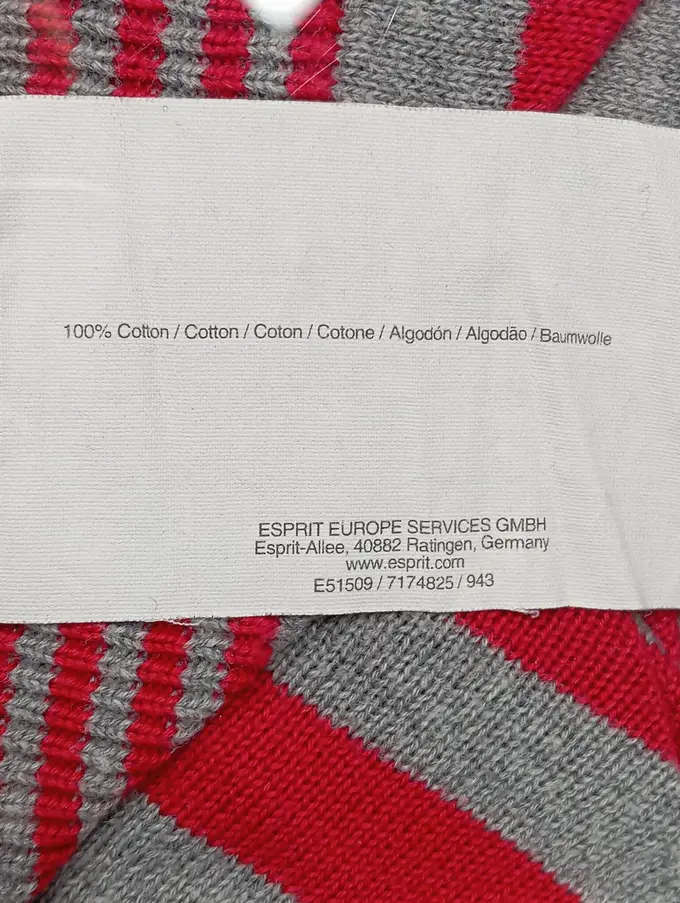 100% Cotton / Cotton / Coton / Cotone / Algodón / Algodão / Baumwolle
ESPRIT EUROPE SERVICES GMBH
Esprit-Allee, 40882 Ratingen, Germany
www.esprit.com
E51509 / 7174825 / 943